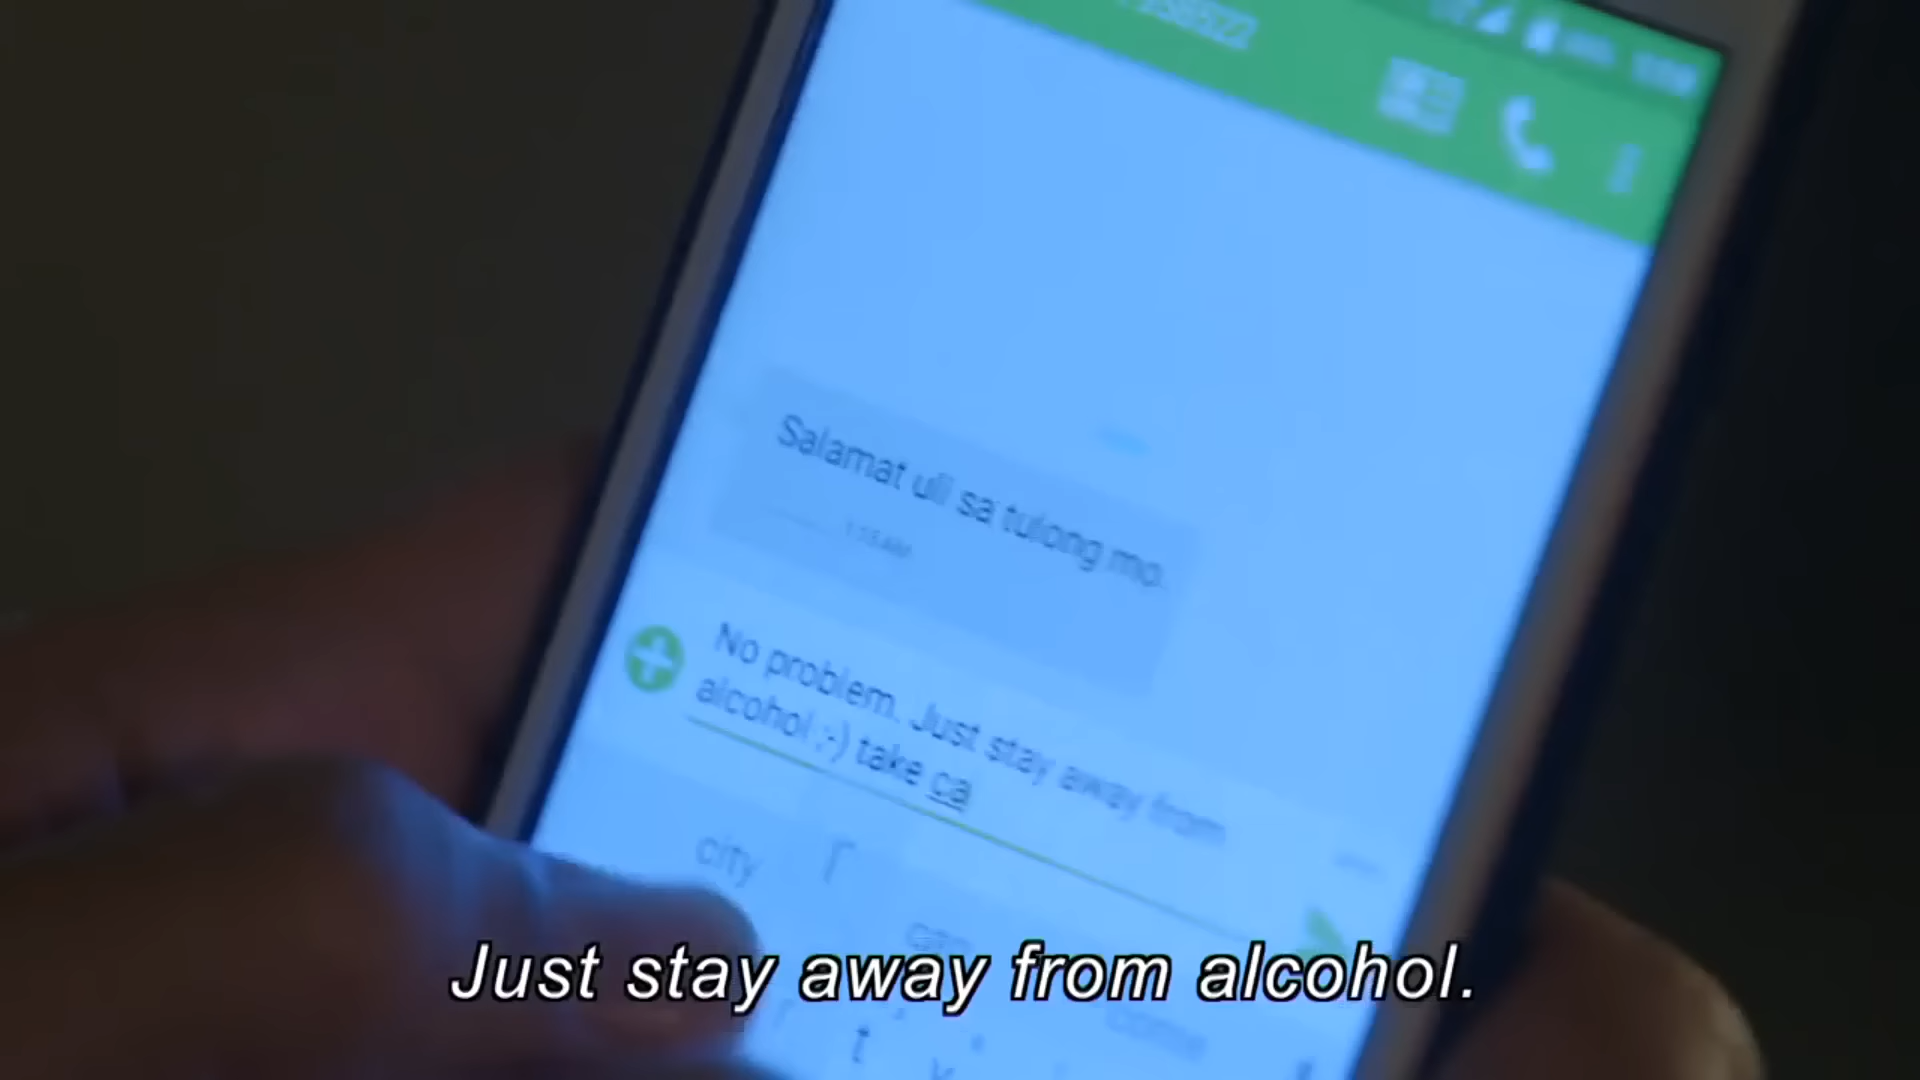 Salamat uli sa tulong mo.
No problem. Just stay away from
alcohol ;-) take ca
city
t
Just stay away from alcohol.